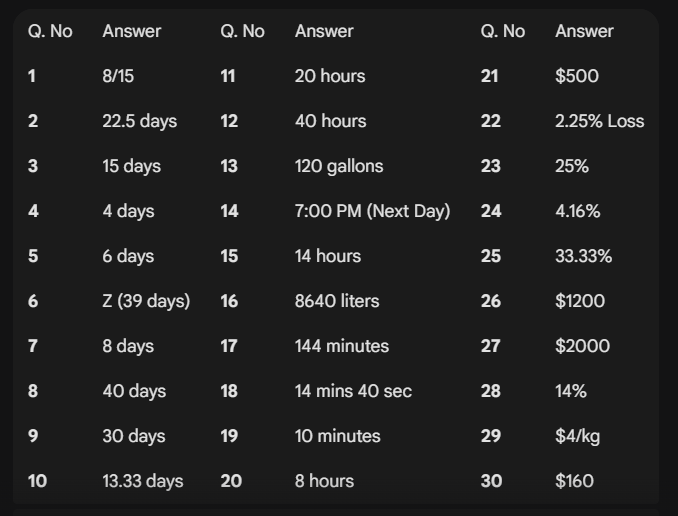 Q. No Answer Q. No Answer Q. No Answer
1 8/15 11 20 hours 21 $500
2 22.5 days 12 40 hours 22 2.25% Loss
3 15 days 13 120 gallons 23 25%
4 4 days 14 7:00 PM (Next Day) 24 4.16%
5 6 days 15 14 hours 25 33.33%
6 Z (39 days) 16 8640 liters 26 $1200
7 8 days 17 144 minutes 27 $2000
8 40 days 18 14 mins 40 sec 28 14%
9 30 days 19 10 minutes 29 $4/kg
10 13.33 days 20 8 hours 30 $160